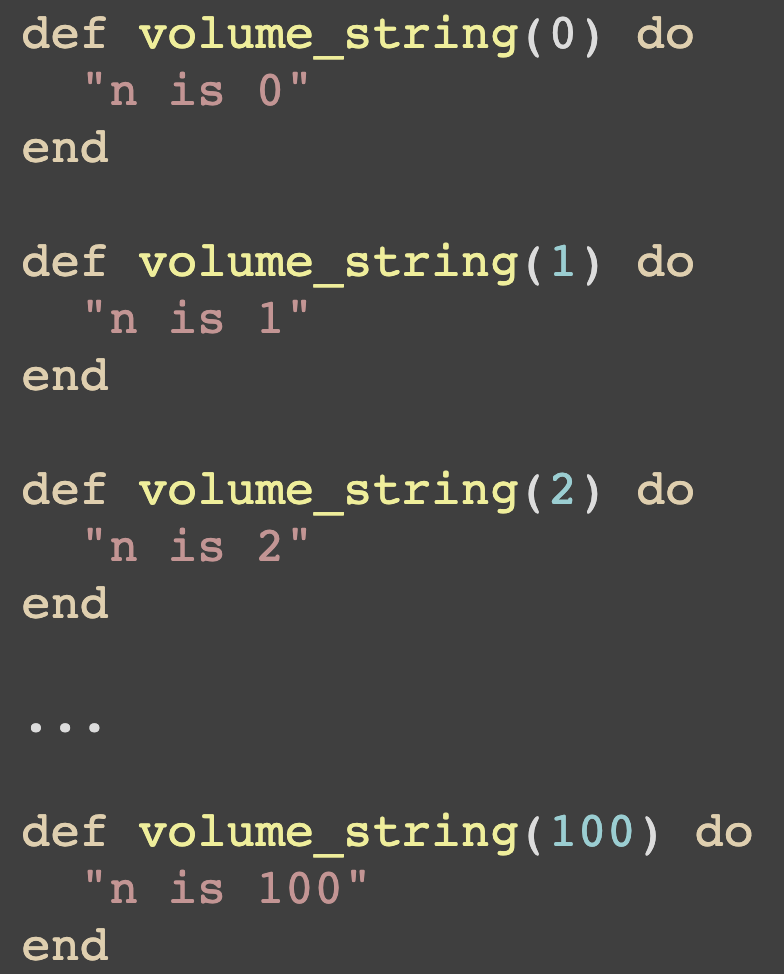 def volume_string(0) do
"n is 0"
end
def volume_string(1) do
"n is 1"
end
def volume_string(2) do
"n is 2"
end
...
def volume_string(100) do
"n is 100"
end